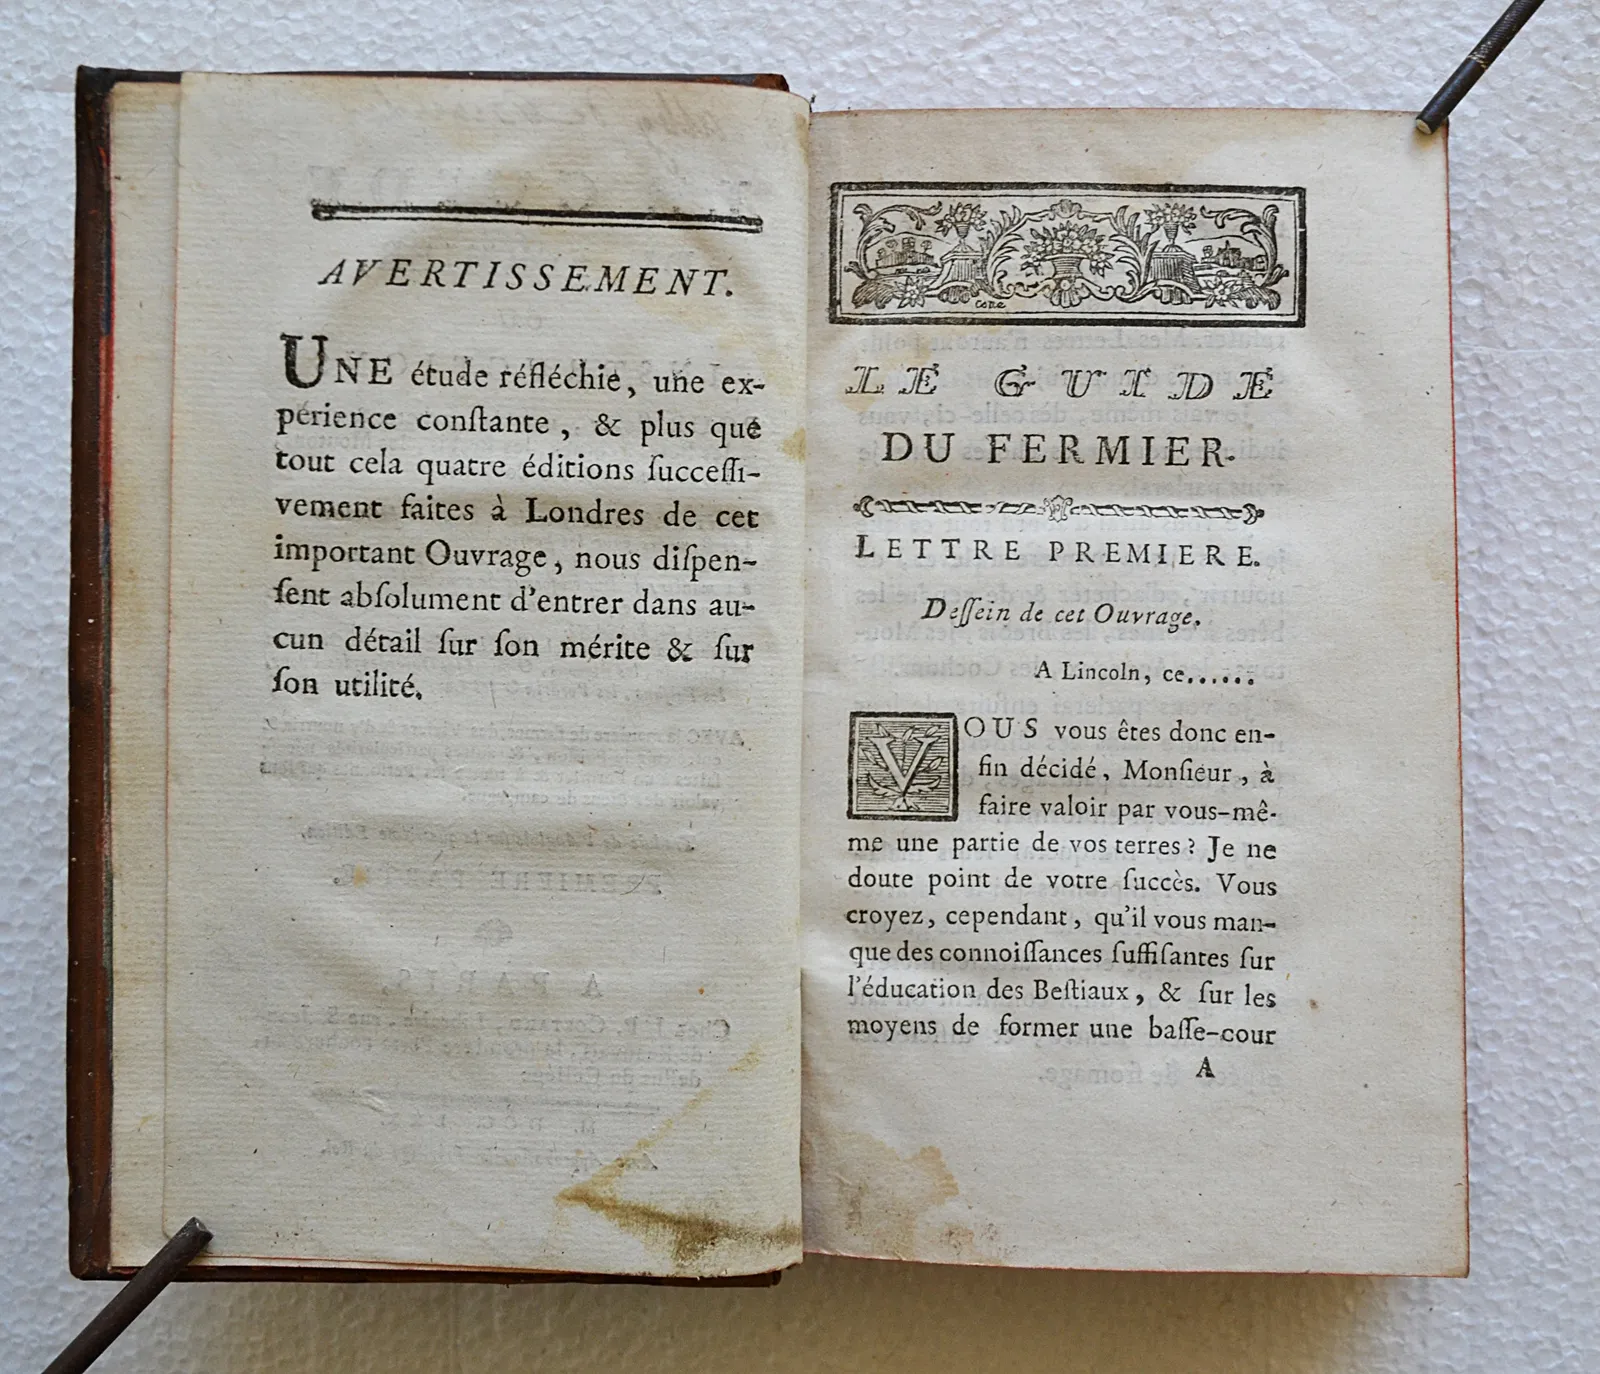 AVERTISSEMENT.
UNE étude réfléchie, une ex-
périence conſtante, & plus que
tout cela quatre éditions ſucceſſi-
vement faites à Londres de cet
important Ouvrage, nous diſpen-
ſent abſolument d'entrer dans au-
cun détail ſur ſon mérite & ſur
ſon utilité.
Core
LE GUIDE
DU FERMIER.
LETTRE PREMIERE.
Deſſein de cet Ouvrage.
A Lincoln, ce......
VOUS vous êtes donc en-
fin décidé, Monſieur, à
faire valoir par vous-mê-
me une partie de vos terres? Je ne
doute point de votre ſuccès. Vous
croyez, cependant, qu'il vous man-
que des connoiſſances ſuffiſantes ſur
l'éducation des Beſtiaux, & ſur les
moyens de former une baſſe-cour
A